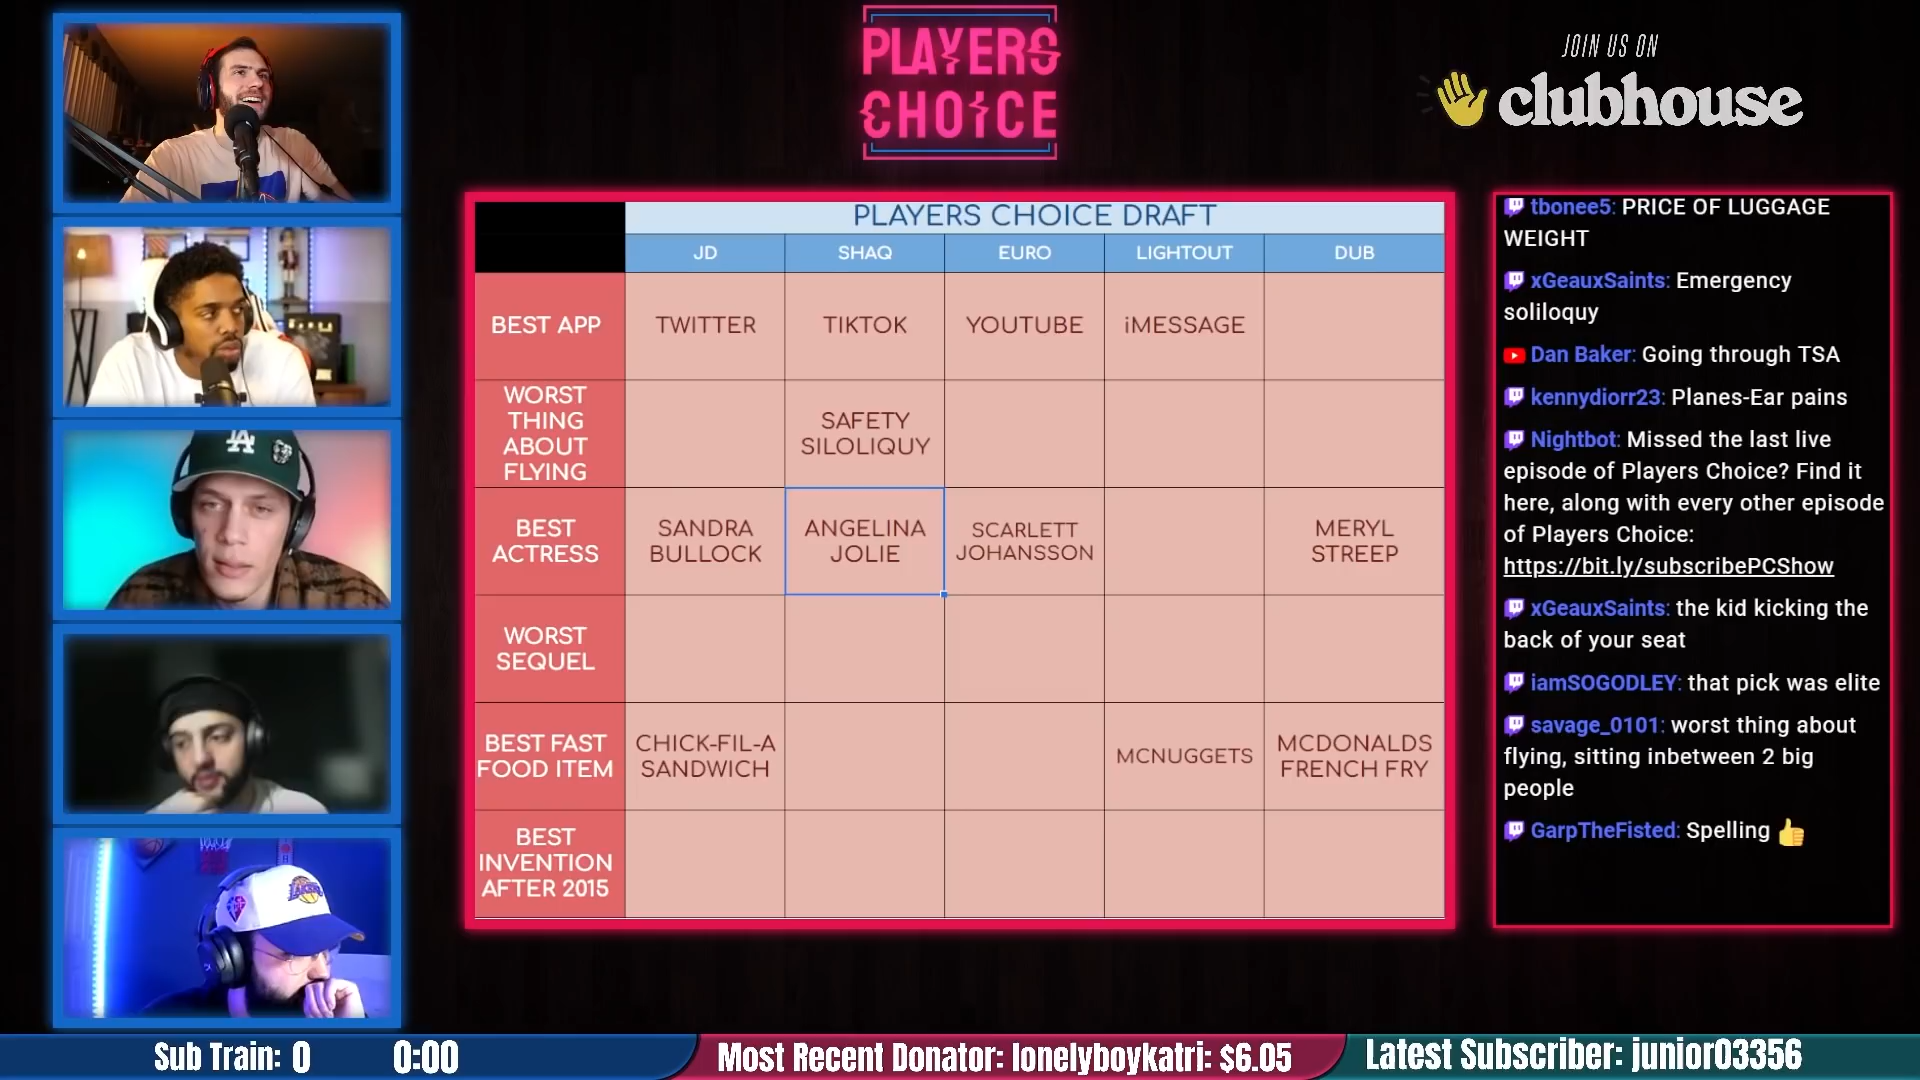 PLAYERS
CHOICE
JOIN US ON
clubhouse
PLAYERS CHOICE DRAFT
JD SHAQ EURO LIGHTOUT DUB
BEST APP TWITTER TIKTOK YOUTUBE iMESSAGE
WORST
THING
ABOUT
FLYING
SAFETY
SILOLIQUY
BEST
ACTRESS
SANDRA
BULLOCK
ANGELINA
JOLIE
SCARLETT
JOHANSSON
MERYL
STREEP
WORST
SEQUEL
BEST FAST
FOOD ITEM
CHICK-FIL-A
SANDWICH
MCNUGGETS
MCDONALDS
FRENCH FRY
BEST
INVENTION
AFTER 2015
tbonee5: PRICE OF LUGGAGE
WEIGHT
xGeauxSaints: Emergency
soliloquy
Dan Baker: Going through TSA
kennydiorr23: Planes-Ear pains
Nightbot: Missed the last live
episode of Players Choice? Find it
here, along with every other episode
of Players Choice:
https://bit.ly/subscribePCShow
xGeauxSaints: the kid kicking the
back of your seat
iamSOGODLEY: that pick was elite
savage_0101: worst thing about
flying, sitting inbetween 2 big
people
GarpTheFisted: Spelling 👍
LA
LAKERS
Sub Train: 0 0:00
Most Recent Donator: lonelyboykatri: $6.05
Latest Subscriber: junior03356